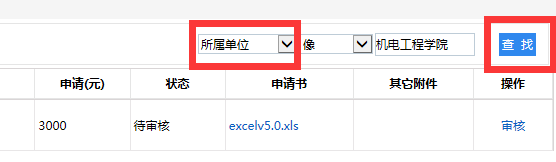 所属单位 像 机电工程学院 查 找
申请(元) 状态 申请书 其它附件 操作
3000 待审核 excelv5.0.xls 审核